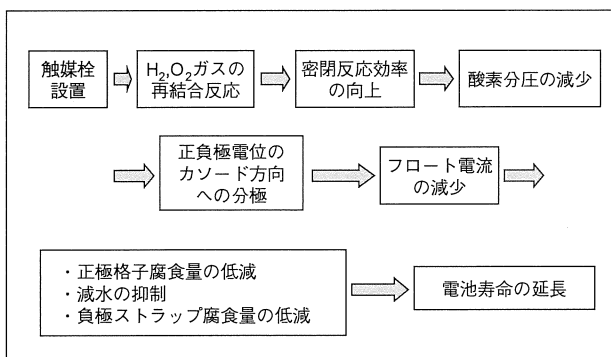 触媒栓
設置
H₂,O₂ガスの
再結合反応
密閉反応効率
の向上
酸素分圧の減少
正負極電位の
カソード方向
への分極
フロート電流
の減少
・正極格子腐食量の低減
・減水の抑制
・負極ストラップ腐食量の低減
電池寿命の延長